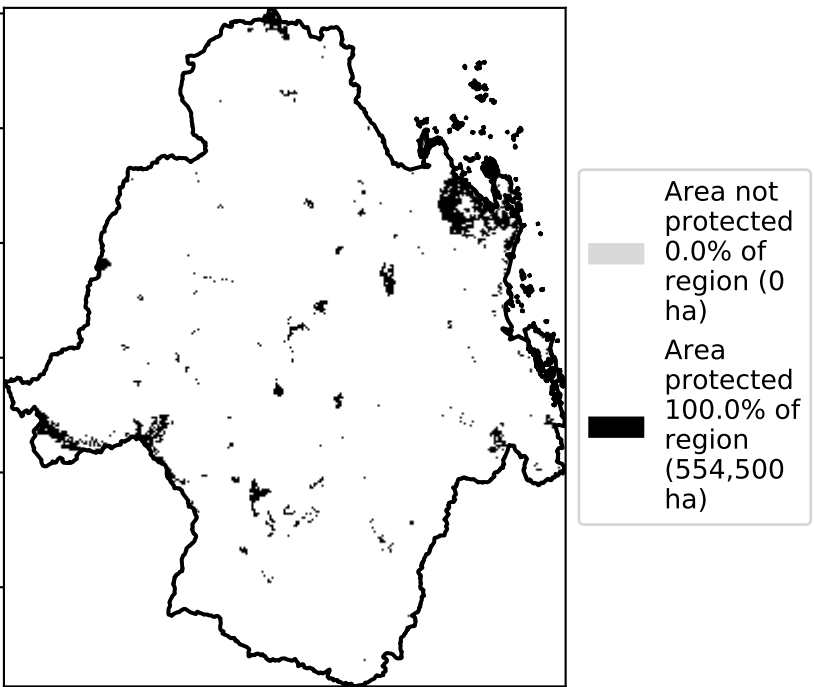 Area not
protected
0.0% of
region (0
ha)
Area
protected
100.0% of
region
(554,500
ha)